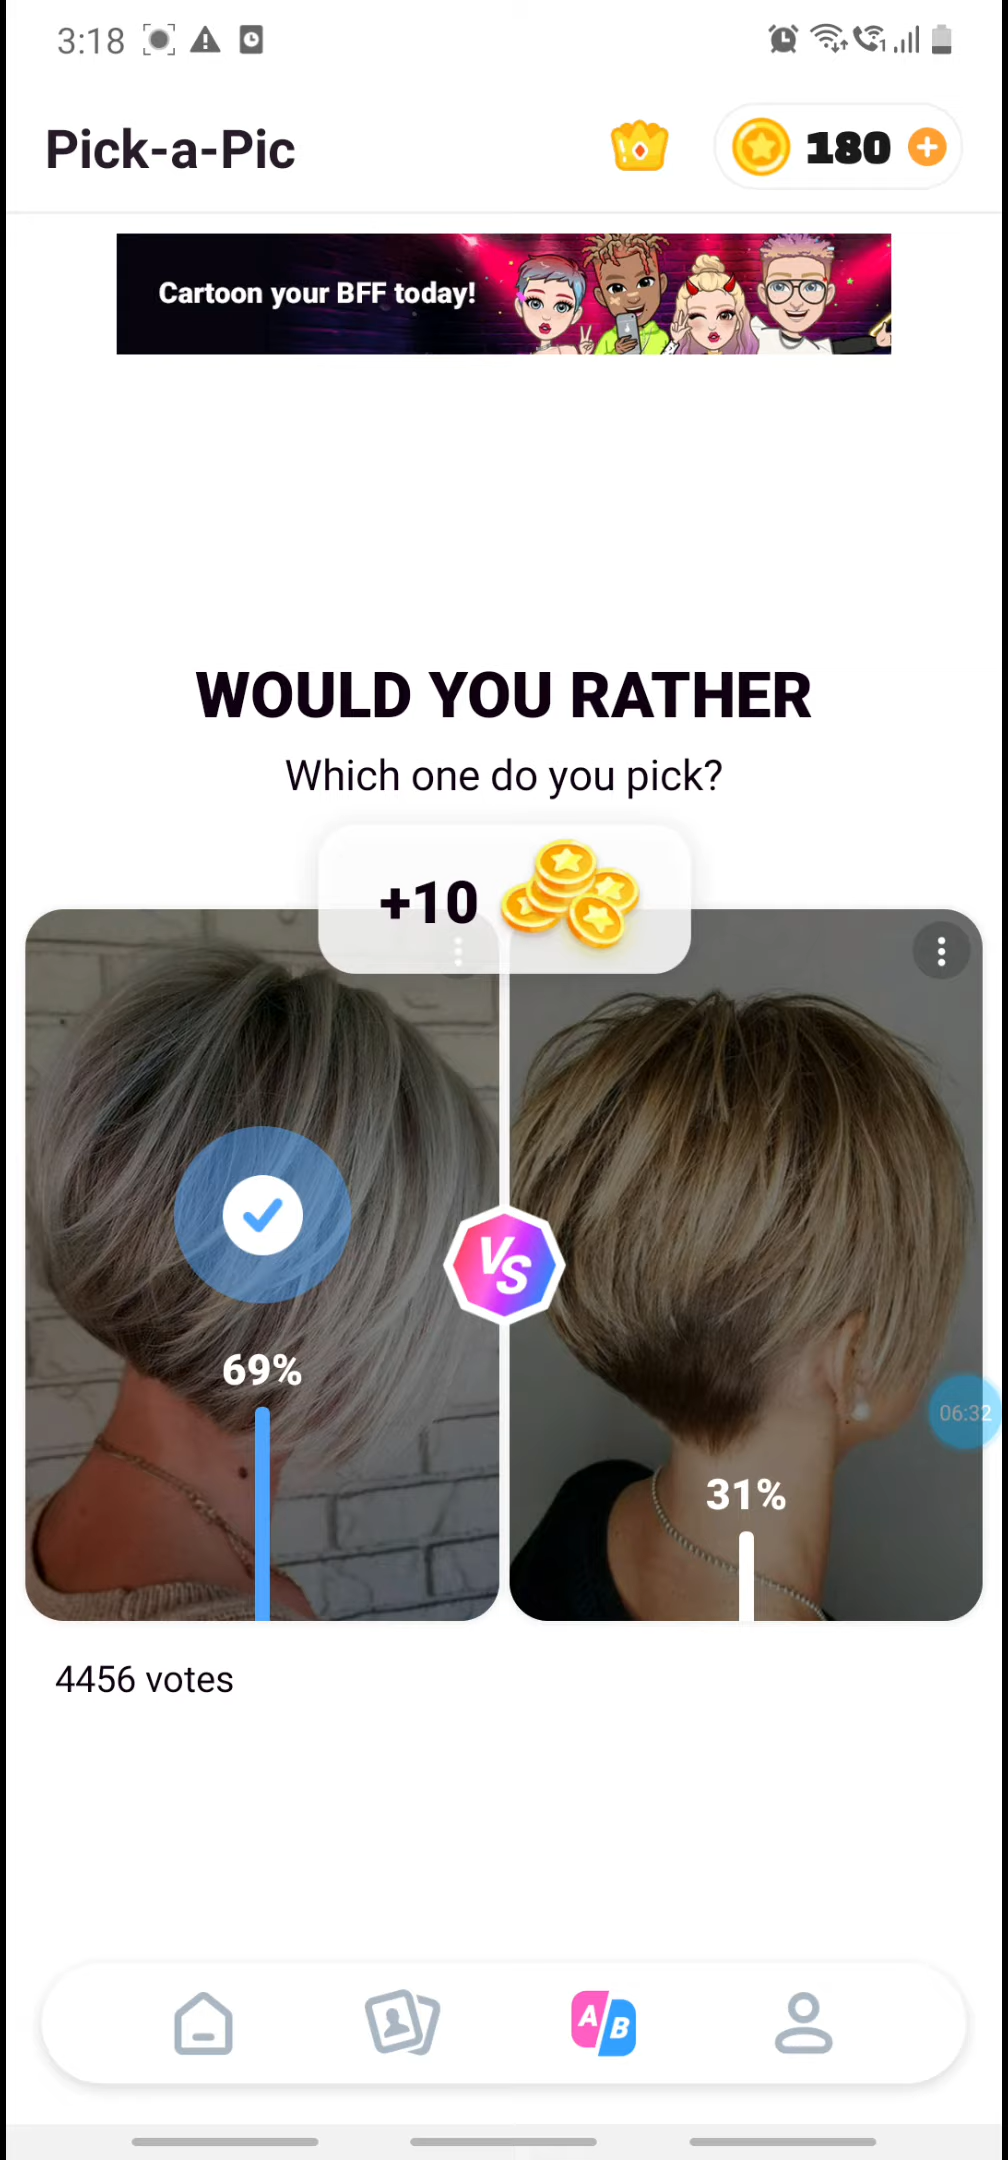 3:18
Pick-a-Pic
180
Cartoon your BFF today!
WOULD YOU RATHER
Which one do you pick?
+10
VS
69%
31%
06:32
4456 votes
A B